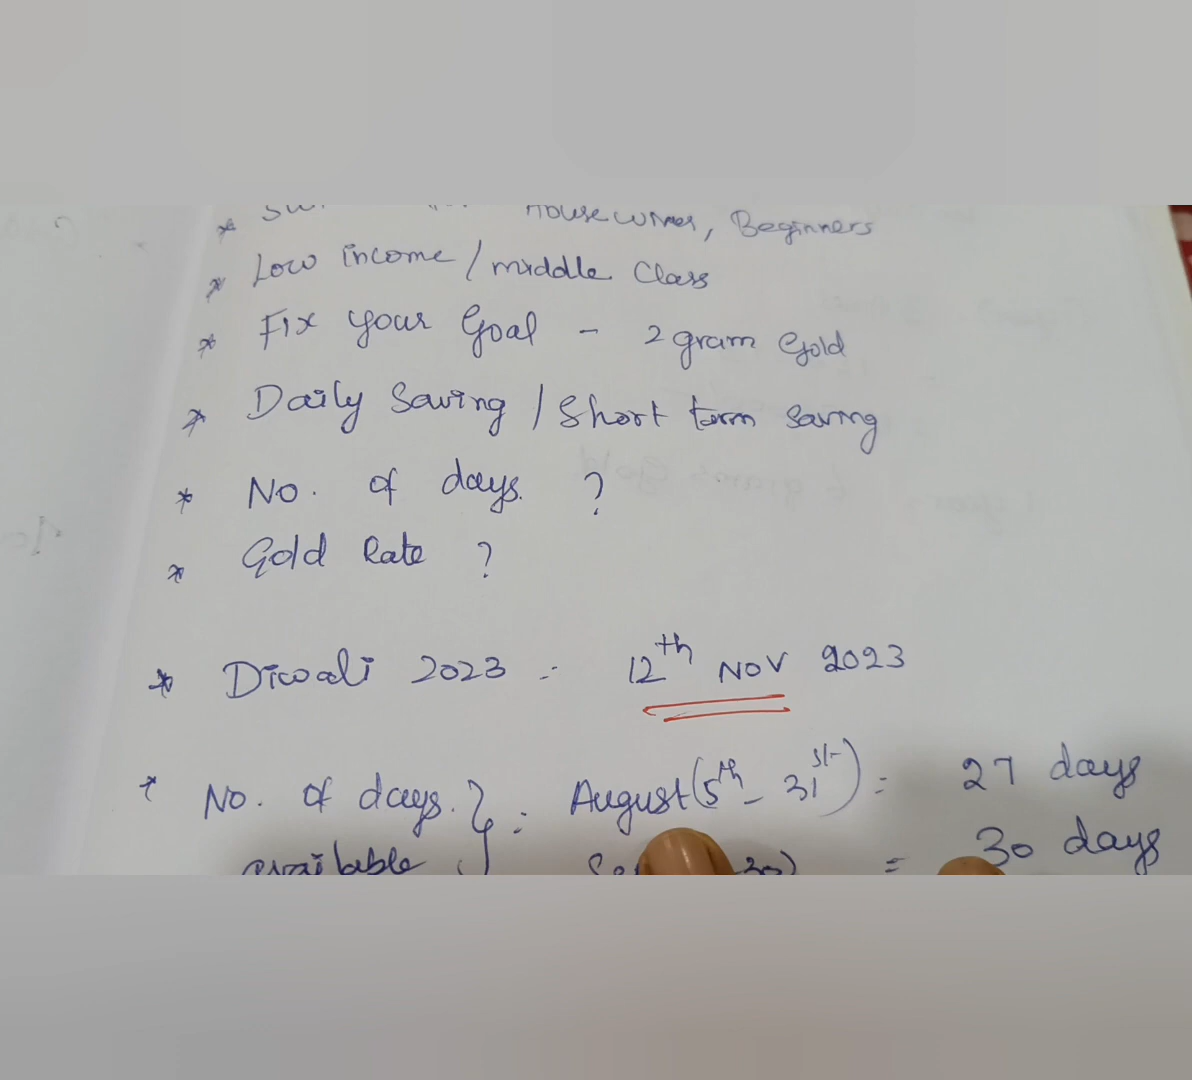 * Housewives, Beginners
* Low income / middle Class
* Fix your Goal - 2 gram Gold
* Daily Saving / Short term Saving
* No. of days. ?
* Gold Rate ?
* Diwali 2023 :- 12th NOV 2023
* No. of days. } : August (5th - 31st) = 27 days
available = 30 days